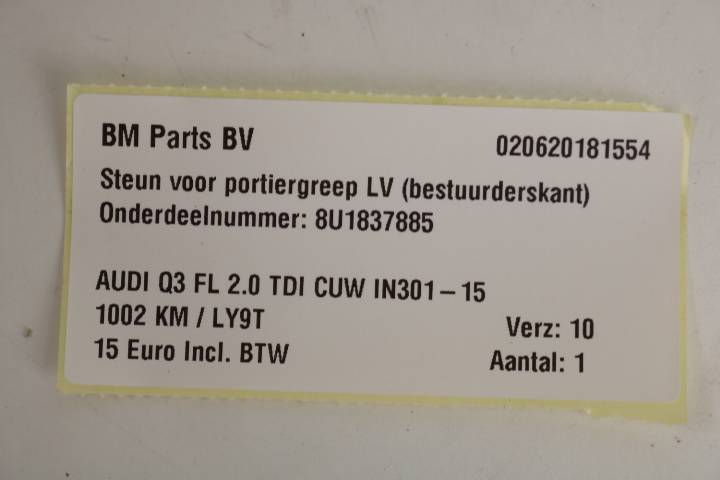 BM Parts BV 020620181554
Steun voor portiergreep LV (bestuurderskant)
Onderdeelnummer: 8U1837885
AUDI Q3 FL 2.0 TDI CUW IN301-15
1002 KM / LY9T Verz: 10
15 Euro Incl. BTW Aantal: 1